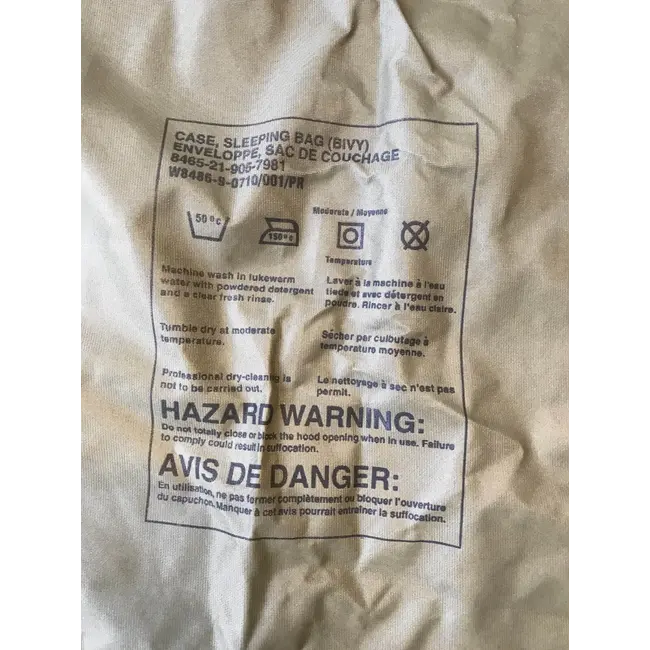 CASE, SLEEPING BAG (BIVY)
ENVELOPPE, SAC DE COUCHAGE
8465-21-905-7981
W8486-9-0710/001/PR
50°c
150°c
Moderate / Moyenne
Temperature
Machine wash in lukewarm
water with powdered detergent
and a clear fresh rinse.
Laver à la machine à l'eau
tiede et avec détergent en
poudre. Rincer à l'eau claire.
Tumble dry at moderate
temperature.
Sécher par culbutage à
temperature moyenne.
Professional dry-cleaning is
not to be carried out.
Le nettoyage à sec n'est pas
permit.
HAZARD WARNING:
Do not totally close or block the hood opening when in use. Failure
to comply could result in suffocation.
AVIS DE DANGER:
En utilisation, ne pas fermer complètement ou bloquer l'ouverture
du capuchon. Manquer à cet avis pourrait entraîner la suffocation.